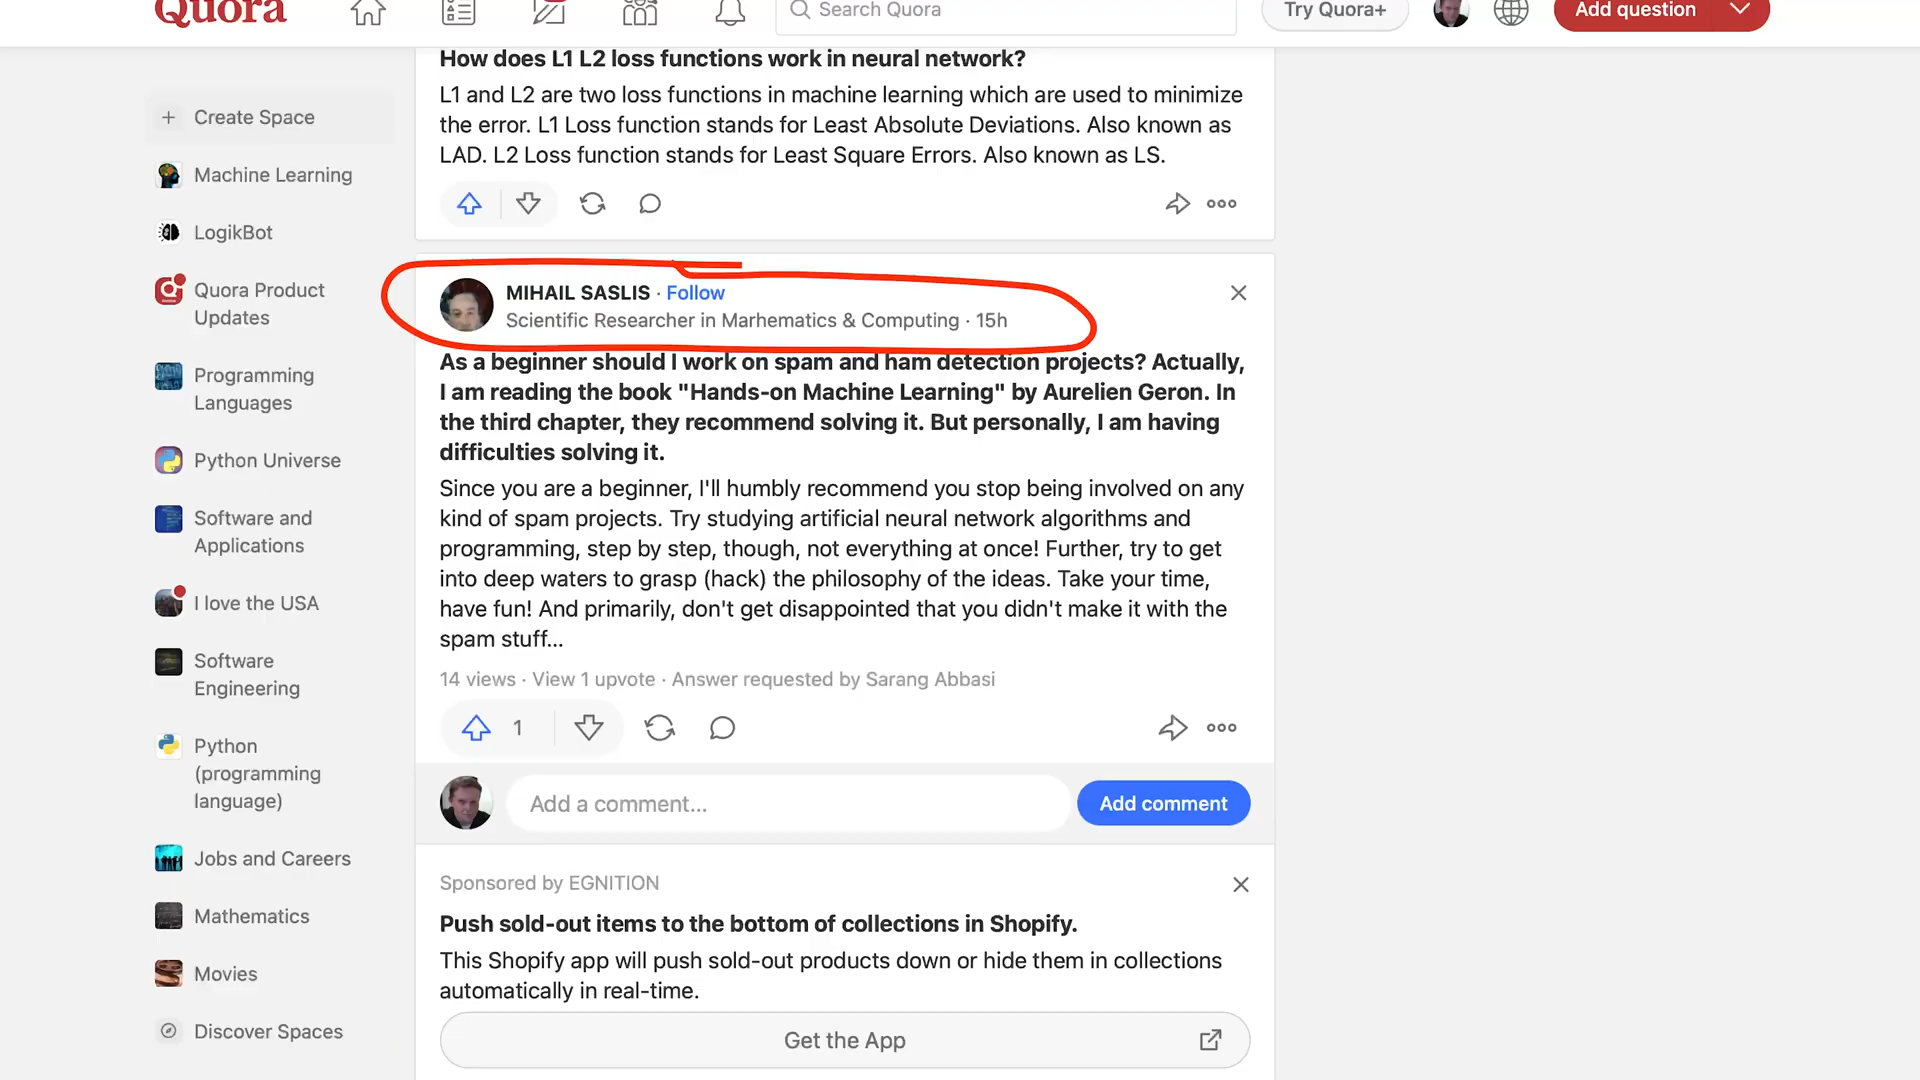 Quora
Search Quora
Try Quora+
Add question
How does L1 L2 loss functions work in neural network?
L1 and L2 are two loss functions in machine learning which are used to minimize
the error. L1 Loss function stands for Least Absolute Deviations. Also known as
LAD. L2 Loss function stands for Least Square Errors. Also known as LS.
Create Space
Machine Learning
LogikBot
Quora Product
Updates
Programming
Languages
Python Universe
Software and
Applications
I love the USA
Software
Engineering
Python
(programming
language)
Jobs and Careers
Mathematics
Movies
Discover Spaces
MIHAIL SASLIS · Follow
Scientific Researcher in Marhematics & Computing · 15h
As a beginner should I work on spam and ham detection projects? Actually,
I am reading the book "Hands-on Machine Learning" by Aurelien Geron. In
the third chapter, they recommend solving it. But personally, I am having
difficulties solving it.
Since you are a beginner, I'll humbly recommend you stop being involved on any
kind of spam projects. Try studying artificial neural network algorithms and
programming, step by step, though, not everything at once! Further, try to get
into deep waters to grasp (hack) the philosophy of the ideas. Take your time,
have fun! And primarily, don't get disappointed that you didn't make it with the
spam stuff...
14 views · View 1 upvote · Answer requested by Sarang Abbasi
1
Add a comment...
Add comment
Sponsored by EGNITION
Push sold-out items to the bottom of collections in Shopify.
This Shopify app will push sold-out products down or hide them in collections
automatically in real-time.
Get the App